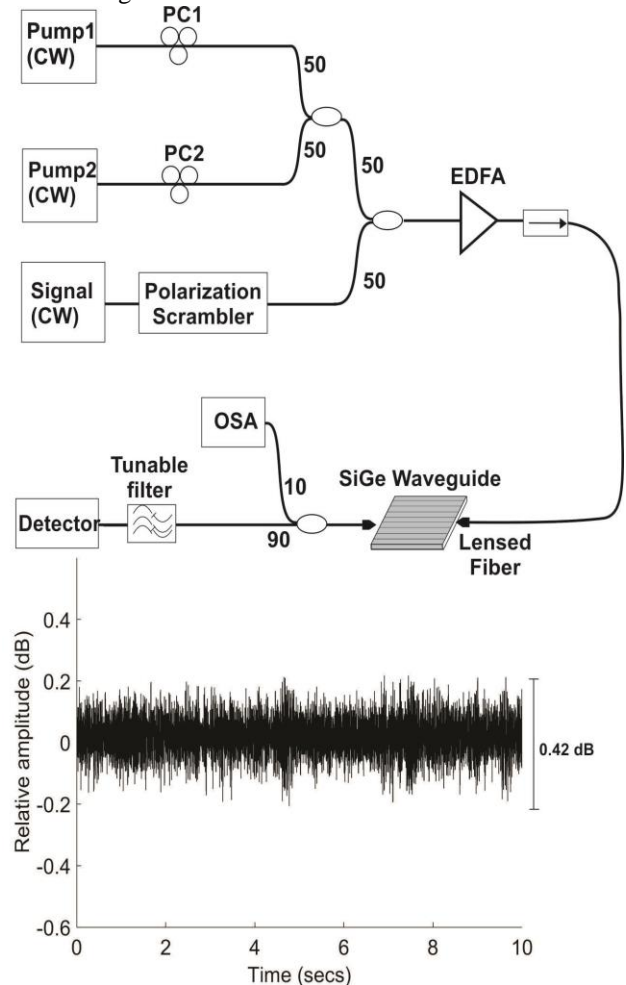 PC1
Pump1
(CW)
50
50
PC2
Pump2
(CW)
50
EDFA
Signal
(CW)
Polarization
Scrambler
50
OSA
Tunable
filter
10
SiGe Waveguide
Detector
90
Lensed
Fiber
Relative amplitude (dB)
0.4
0.2
0
-0.2
-0.4
-0.6
0.42 dB
0
2
4
6
8
10
Time (secs)